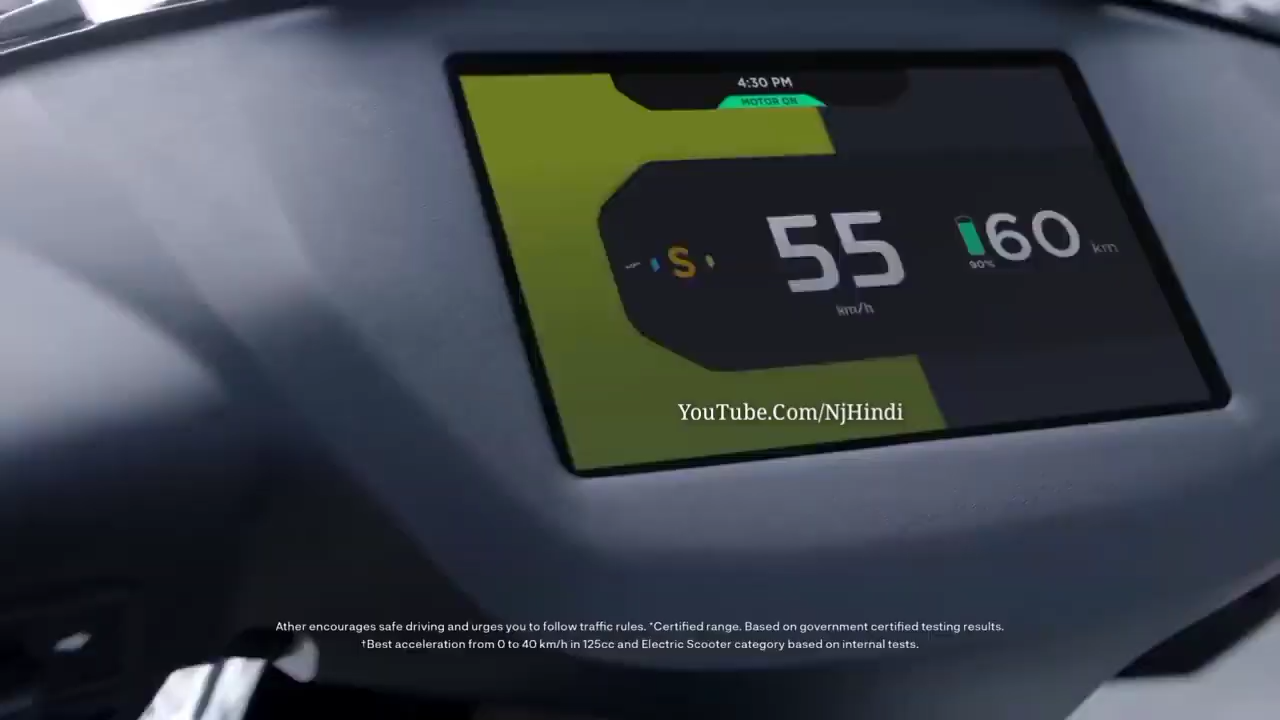 4:30 PM
MOTOR ON
S
55
km/h
60 km
90%
YouTube.Com/NjHindi
Ather encourages safe driving and urges you to follow traffic rules. *Certified range. Based on government certified testing results.
†Best acceleration from 0 to 40 km/h in 125cc and Electric Scooter category based on internal tests.